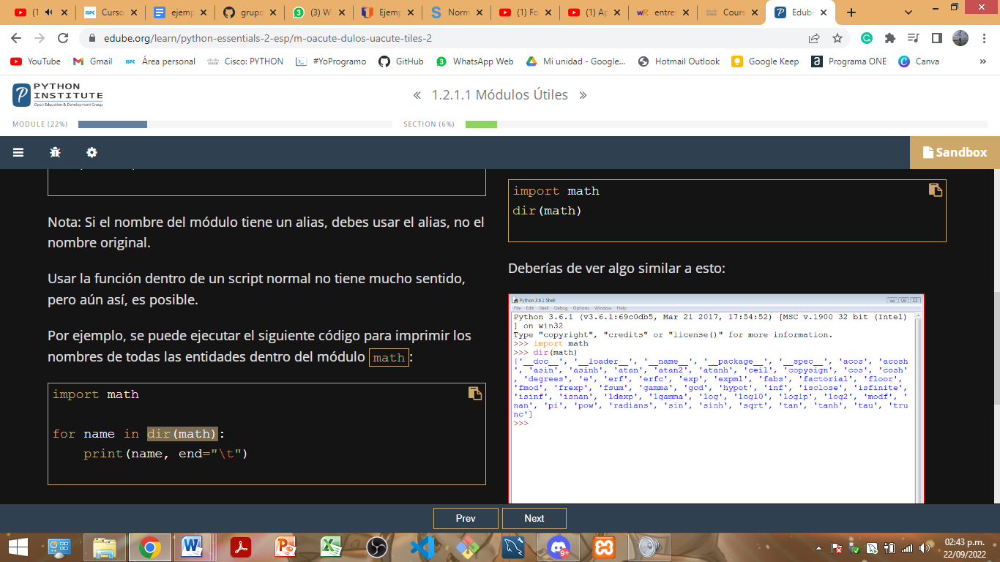 (1
Curso
ejemp
grupo
(3) W
Ejemp
Norm
(1) Fo
(1) Ap
entre
Cours
Edube
edube.org/learn/python-essentials-2-esp/m-oacute-dulos-uacute-tiles-2
YouTube
Gmail
ISPC Área personal
Cisco: PYTHON
#YoProgramo
GitHub
WhatsApp Web
Mi unidad - Google...
Hotmail Outlook
Google Keep
Programa ONE
Canva
»
PYTHON
INSTITUTE
Open Education & Development Group
« 1.2.1.1 Módulos Útiles »
MODULE (22%)
SECTION (6%)
Sandbox
Nota: Si el nombre del módulo tiene un alias, debes usar el alias, no el
nombre original.
Usar la función dentro de un script normal no tiene mucho sentido,
pero aún así, es posible.
Por ejemplo, se puede ejecutar el siguiente código para imprimir los
nombres de todas las entidades dentro del módulo math:
import math
for name in dir(math):
    print(name, end="\t")
import math
dir(math)
Deberías de ver algo similar a esto:
Python 3.6.1 Shell
File Edit Shell Debug Options Window Help
Python 3.6.1 (v3.6.1:69c0db5, Mar 21 2017, 17:54:52) [MSC v.1900 32 bit (Intel)
] on win32
Type "copyright", "credits" or "license()" for more information.
>>> import math
>>> dir(math)
['__doc__', '__loader__', '__name__', '__package__', '__spec__', 'acos', 'acosh
', 'asin', 'asinh', 'atan', 'atan2', 'atanh', 'ceil', 'copysign', 'cos', 'cosh'
, 'degrees', 'e', 'erf', 'erfc', 'exp', 'expm1', 'fabs', 'factorial', 'floor',
'fmod', 'frexp', 'fsum', 'gamma', 'gcd', 'hypot', 'inf', 'isclose', 'isfinite',
'isinf', 'isnan', 'ldexp', 'lgamma', 'log', 'log10', 'log1p', 'log2', 'modf', '
nan', 'pi', 'pow', 'radians', 'sin', 'sinh', 'sqrt', 'tan', 'tanh', 'tau', 'tru
nc']
>>>
Prev
Next
9+
02:43 p.m.
22/09/2022